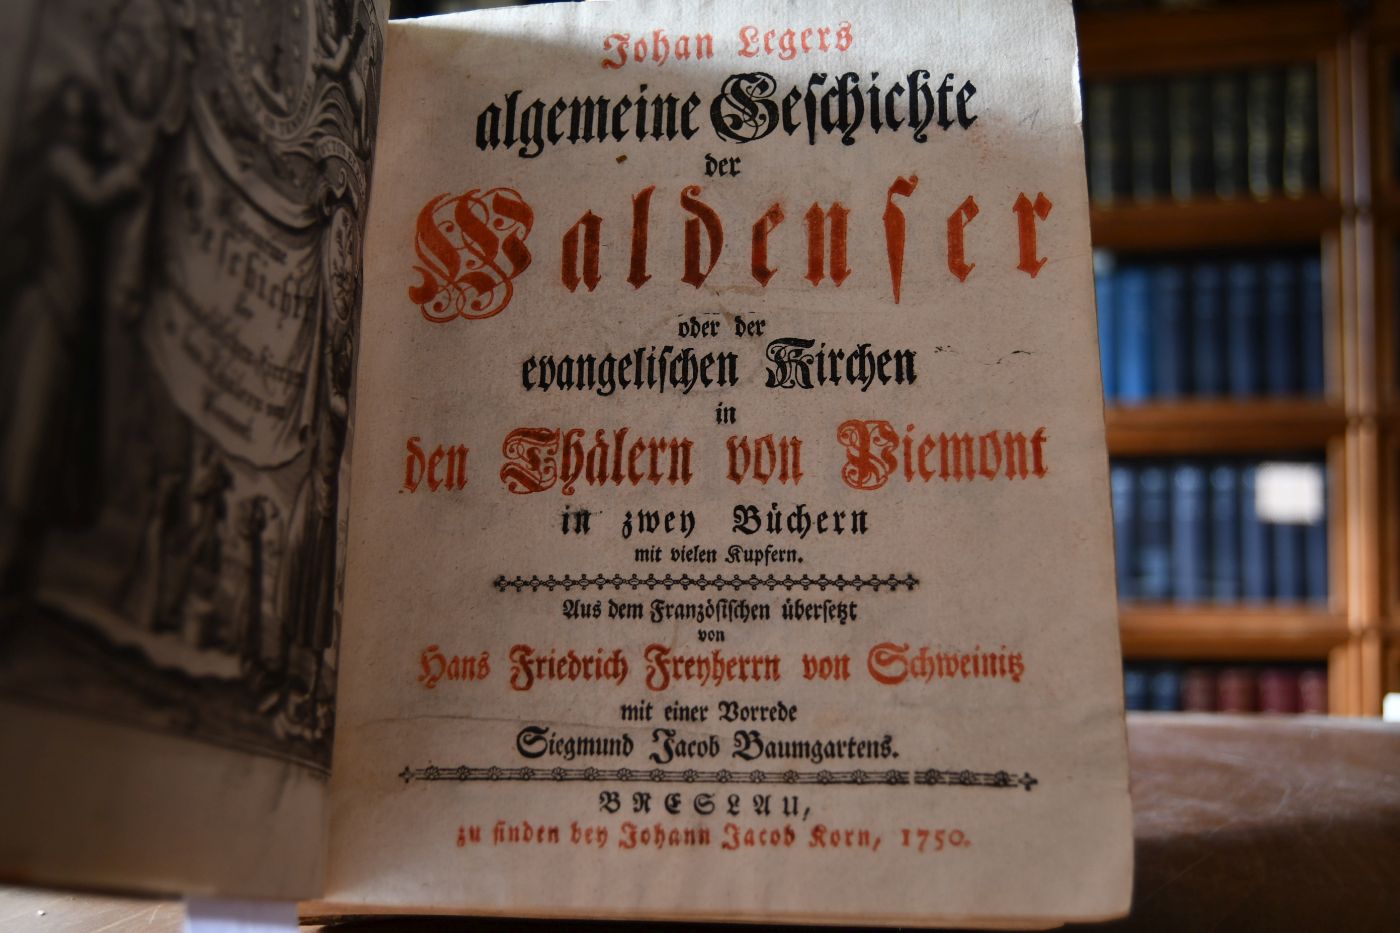 Geschichte
der
Johan Legers
algemeine Geſchichte
der
Waldenſer
oder der
evangeliſchen Kirchen
in
den Thälern von Piemont
in zwey Büchern
mit vielen Kupfern.
Aus dem Franzöſiſchen überſetzt
von
Hans Friedrich Freyherrn von Schweinitz
mit einer Vorrede
Siegmund Jacob Baumgartens.
BRESLAU,
zu finden bey Johann Jacob Korn, 1750.